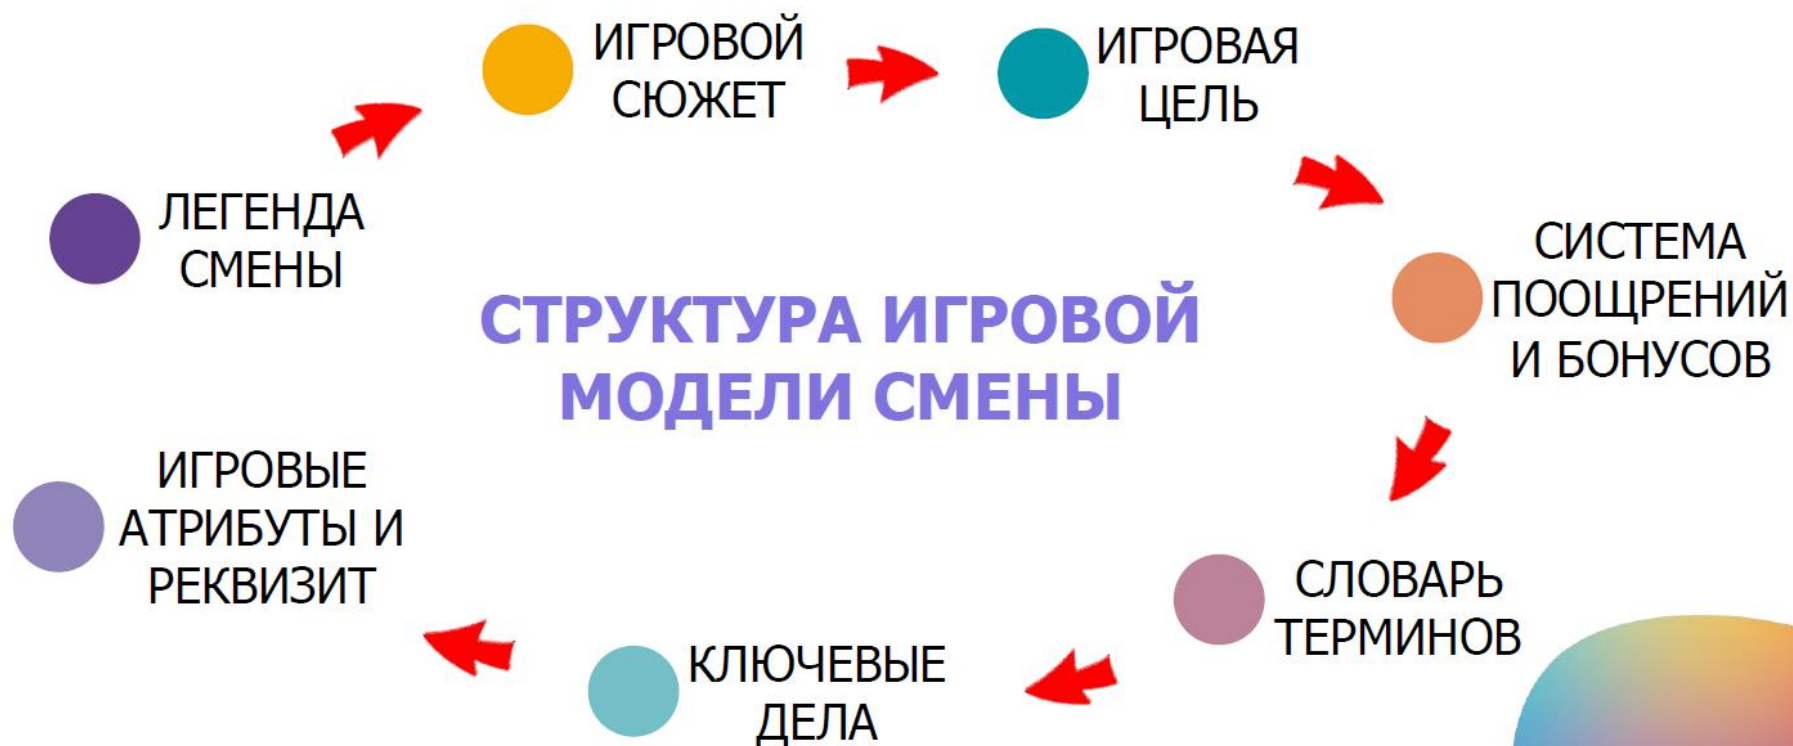 ИГРОВОЙ
СЮЖЕТ
ИГРОВАЯ
ЦЕЛЬ
ЛЕГЕНДА
СМЕНЫ
СИСТЕМА
ПООЩРЕНИЙ
И БОНУСОВ
СТРУКТУРА ИГРОВОЙ
МОДЕЛИ СМЕНЫ
ИГРОВЫЕ
АТРИБУТЫ И
РЕКВИЗИТ
СЛОВАРЬ
ТЕРМИНОВ
КЛЮЧЕВЫЕ
ДЕЛА